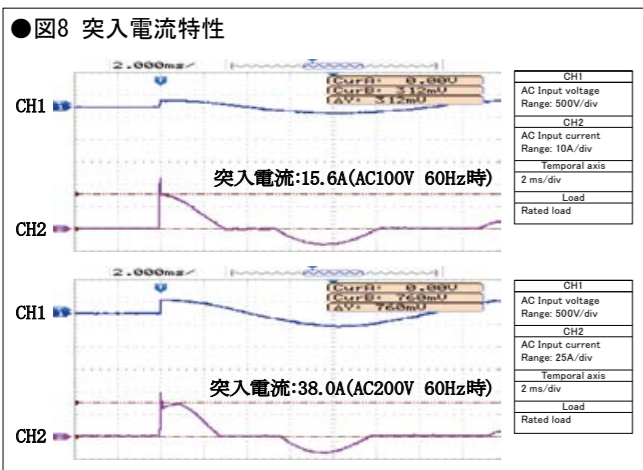 ●図8 突入電流特性
2.000ms/
CurA: 0.00V
CurB: 312mV
ΔY: 312mV
CH1
CH2
突入電流:15.6A(AC100V 60Hz時)
CH1
AC Input voltage
Range: 500V/div
CH2
AC Input current
Range: 10A/div
Temporal axis
2 ms/div
Load
Rated load
2.000ms/
CurA: 0.00V
CurB: 760mV
ΔY: 760mV
CH1
CH2
突入電流:38.0A(AC200V 60Hz時)
CH1
AC Input voltage
Range: 500V/div
CH2
AC Input current
Range: 25A/div
Temporal axis
2 ms/div
Load
Rated load